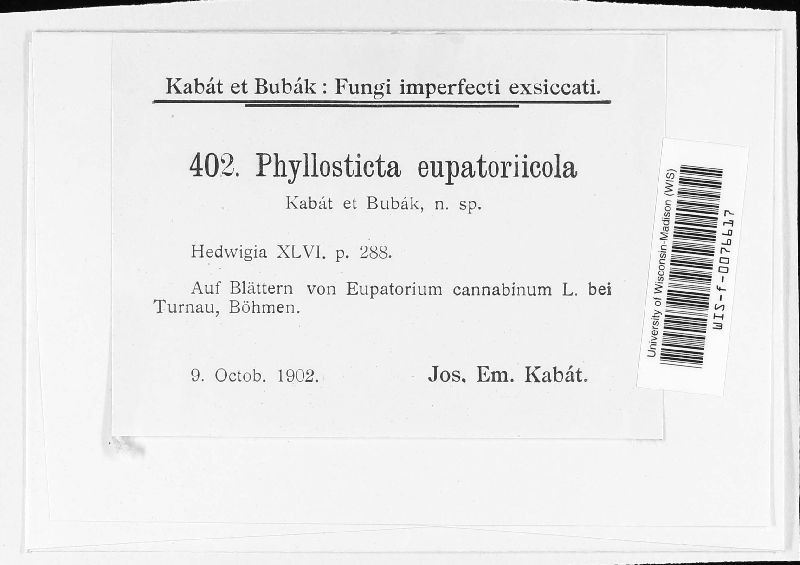 Kabát et Bubák: Fungi imperfecti exsiccati.
402. Phyllosticta eupatoriicola
Kabát et Bubák, n. sp.
Hedwigia XLVI. p. 288.
Auf Blättern von Eupatorium cannabinum L. bei
Turnau, Böhmen.
9. Octob. 1902.
Jos. Em. Kabát.
University of Wisconsin-Madison (WIS)
WIS-f-0076617